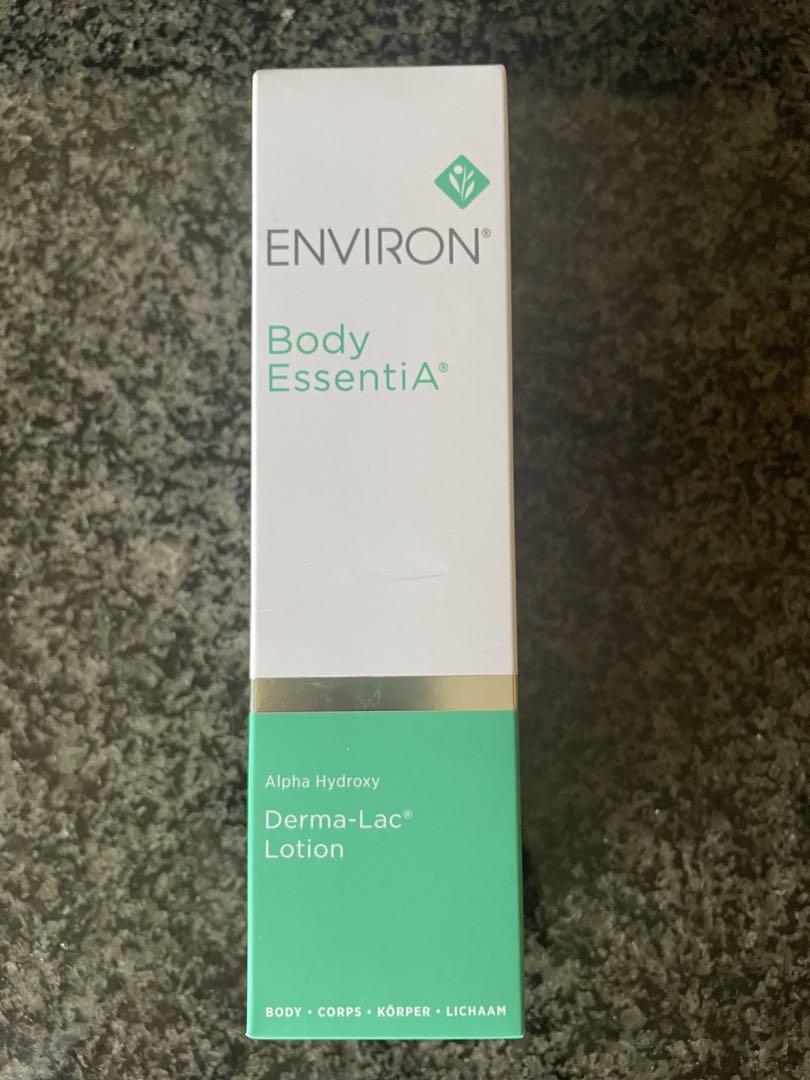 ENVIRON®
Body
EssentiA®
Alpha Hydroxy
Derma-Lac®
Lotion
BODY • CORPS • KÖRPER • LICHAAM